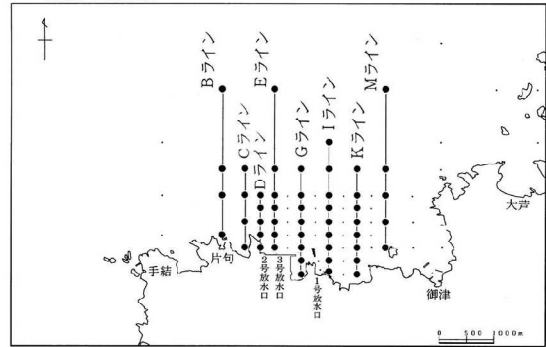 Bライン
Cライン
Dライン
Eライン
Gライン
Iライン
Kライン
Mライン
大芦
手結
片句
2号放水口
3号放水口
1号放水口
御津
0 500 1000m